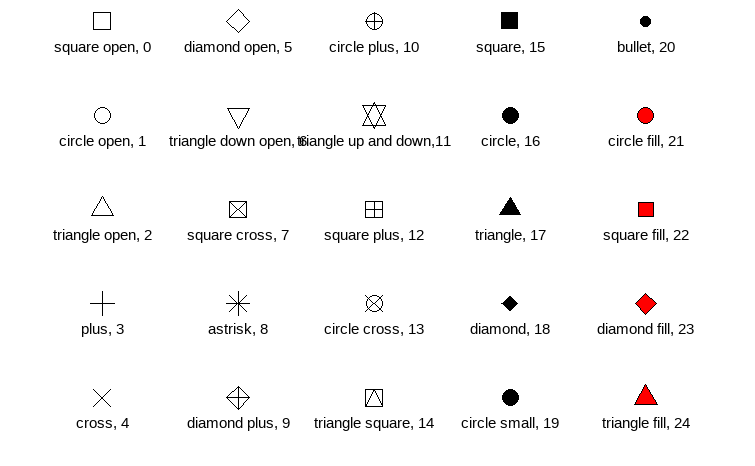 square open, 0
diamond open, 5
circle plus, 10
square, 15
bullet, 20
circle open, 1
triangle down open, 6
triangle up and down,11
circle, 16
circle fill, 21
triangle open, 2
square cross, 7
square plus, 12
triangle, 17
square fill, 22
plus, 3
astrisk, 8
circle cross, 13
diamond, 18
diamond fill, 23
cross, 4
diamond plus, 9
triangle square, 14
circle small, 19
triangle fill, 24